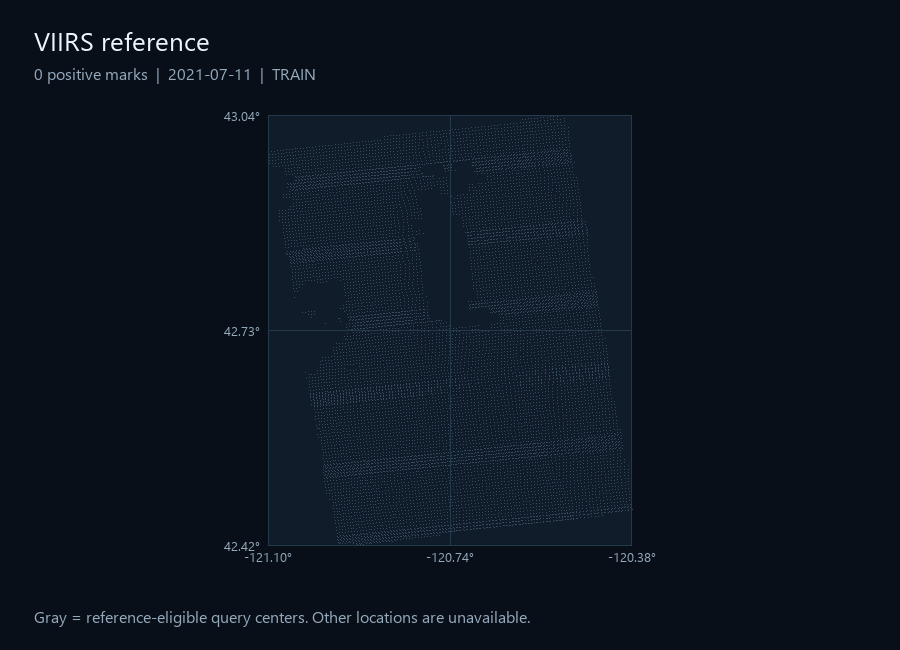 VIIRS reference
0 positive marks | 2021-07-11 | TRAIN
43.04°
42.73°
42.42°
-121.10°
-120.74°
-120.38°
Gray = reference-eligible query centers. Other locations are unavailable.